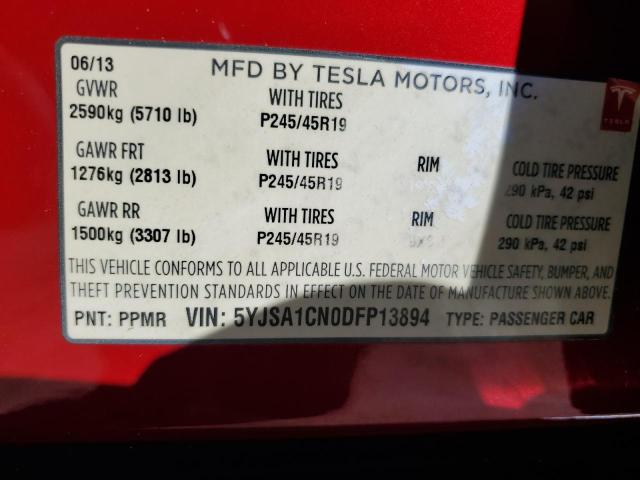 06/13 MFD BY TESLA MOTORS, INC.
GVWR WITH TIRES
2590kg (5710 lb) P245/45R19
TESLA
GAWR FRT WITH TIRES RIM COLD TIRE PRESSURE
1276kg (2813 lb) P245/45R19 290 kPa, 42 psi
GAWR RR WITH TIRES RIM COLD TIRE PRESSURE
1500kg (3307 lb) P245/45R19 290 kPa, 42 psi
THIS VEHICLE CONFORMS TO ALL APPLICABLE U.S. FEDERAL MOTOR VEHICLE SAFETY, BUMPER, AND
THEFT PREVENTION STANDARDS IN EFFECT ON THE DATE OF MANUFACTURE SHOWN ABOVE.
PNT: PPMR VIN: 5YJSA1CN0DFP13894 TYPE: PASSENGER CAR